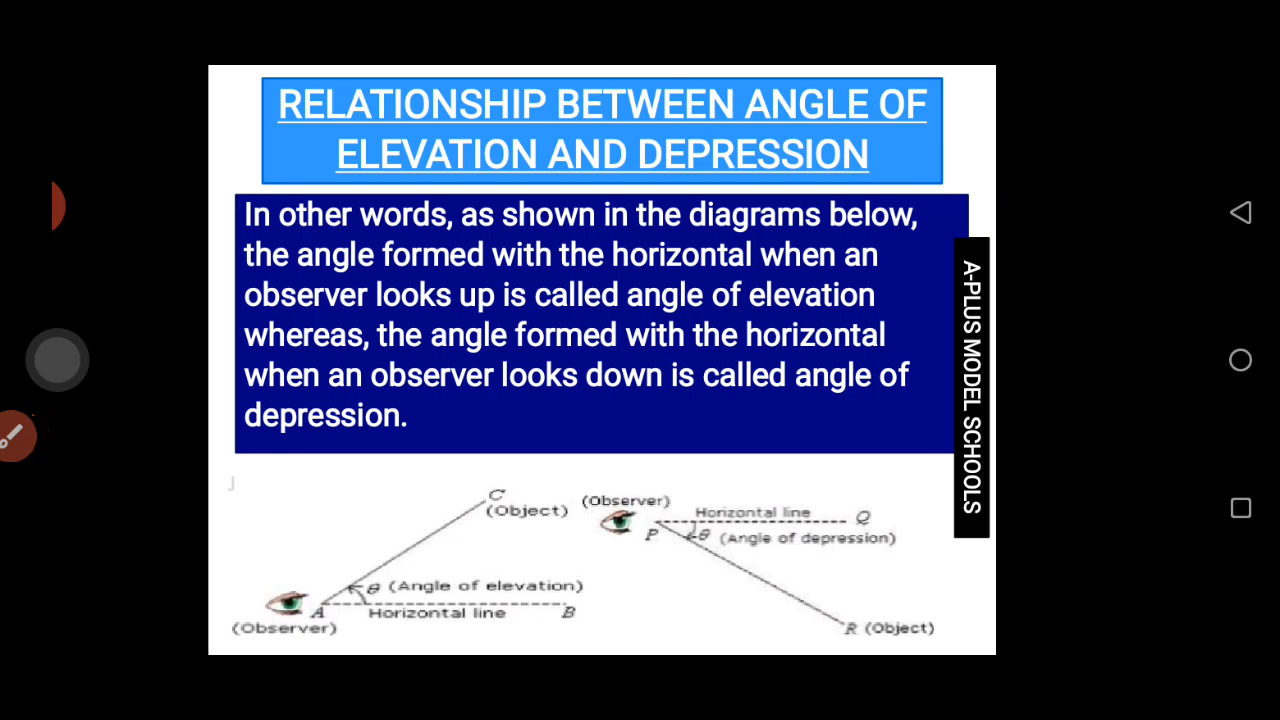 RELATIONSHIP BETWEEN ANGLE OF
ELEVATION AND DEPRESSION
In other words, as shown in the diagrams below,
the angle formed with the horizontal when an
observer looks up is called angle of elevation
whereas, the angle formed with the horizontal
when an observer looks down is called angle of
depression.
A-PLUS MODEL SCHOOLS
C
(Object)
θ (Angle of elevation)
A
B
Horizontal line
(Observer)
(Observer)
Horizontal line
Q
P
θ (Angle of depression)
R (Object)